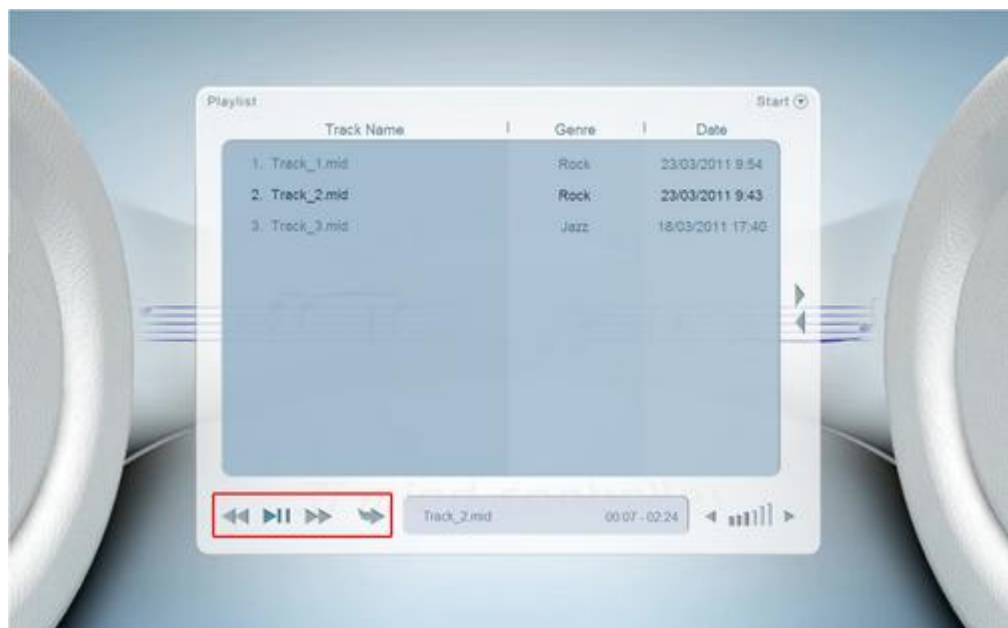 Playlist
Start
Track Name Genre Date
1. Track_1.mid Rock 23/03/2011 9:54
2. Track_2.mid Rock 23/03/2011 9:43
3. Track_3.mid Jazz 18/03/2011 17:40
Track_2.mid 00:07 - 02:24